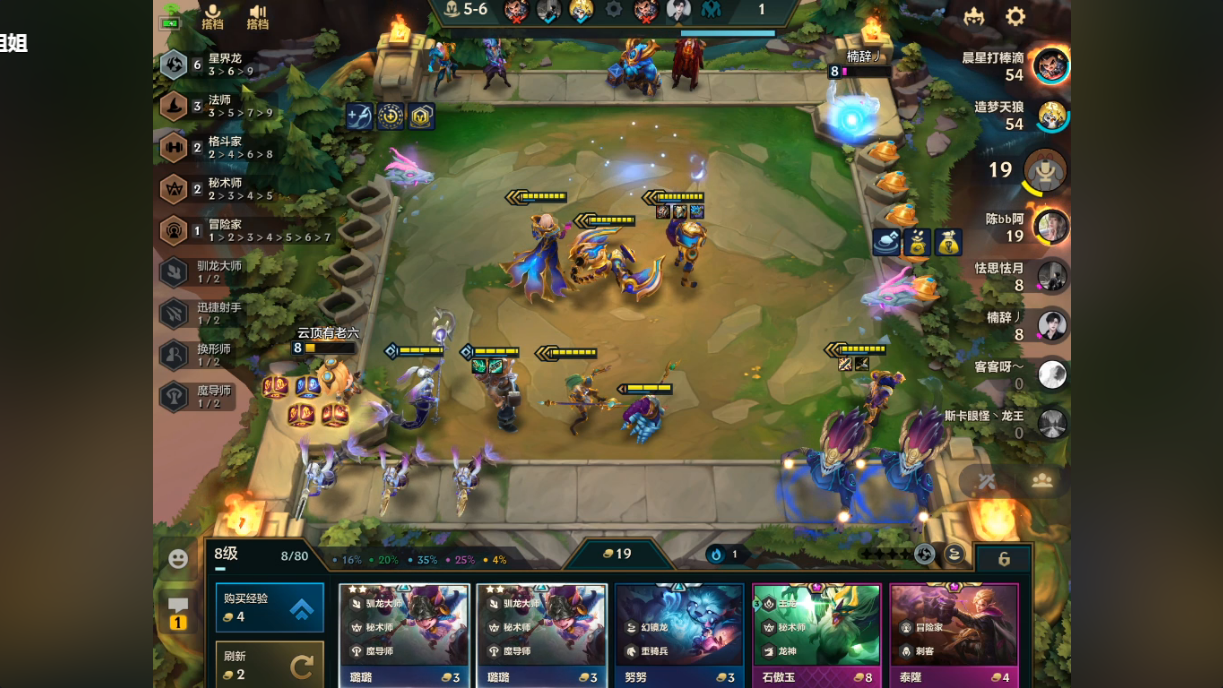 姐姐
搭档
搭档
5-6
1
6
星界龙
3 > 6 > 9
3
法师
3 > 5 > 7 > 9
2
格斗家
2 > 4 > 6 > 8
2
秘术师
2 > 3 > 4 > 5
1
冒险家
1 > 2 > 3 > 4 > 5 > 6 > 7
驯龙大师
1 / 2
迅捷射手
1 / 2
换形师
1 / 2
魔导师
1 / 2
云顶有老六
8
楠辞丿
8
晨星打棒滴
54
造梦天狼
54
19
陈bb呵
19
怯思怯月
8
楠辞丿
8
客客呀～
0
斯卡眼怪丶龙王
0
8级
8/80
16%
20%
35%
25%
4%
19
1
6
购买经验
4
刷新
2
1
驯龙大师
秘术师
魔导师
璐璐
3
驯龙大师
秘术师
魔导师
璐璐
3
幻镜龙
重骑兵
努努
3
3
玉龙
秘术师
龙神
石傲玉
8
冒险家
刺客
泰隆
4